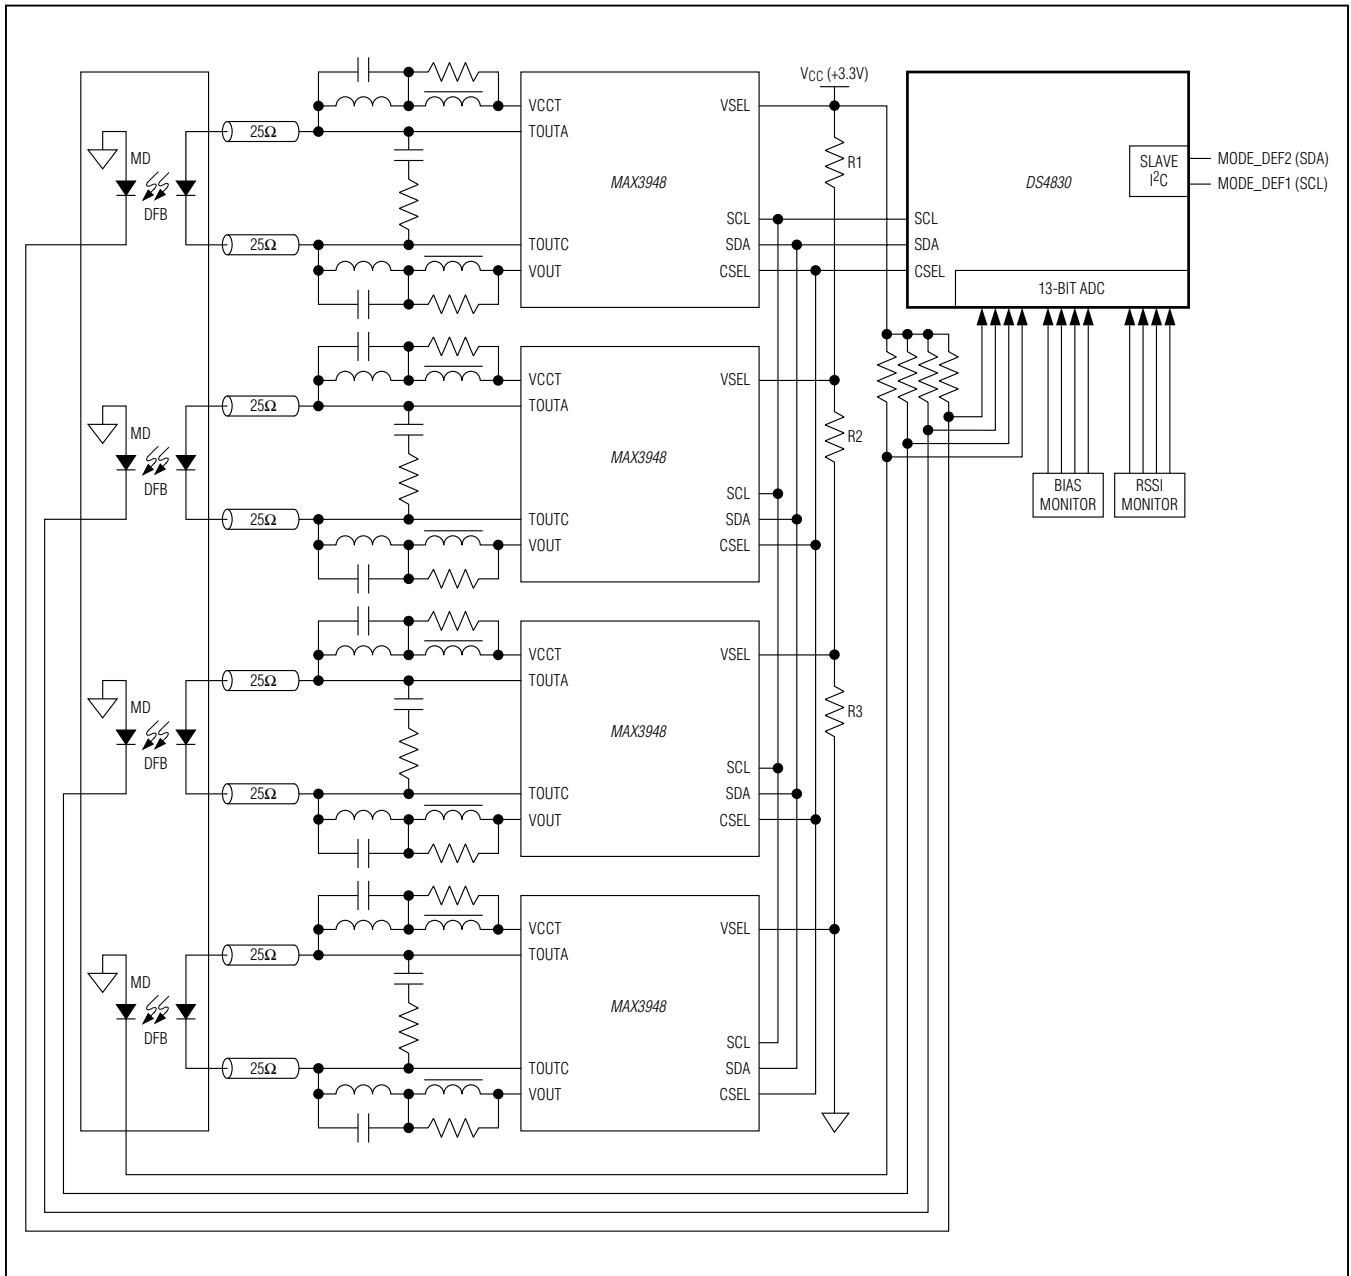 VCC (+3.3V)
VCCT
TOUTA
MAX3948
TOUTC
VOUT
VSEL
SCL
SDA
CSEL
25Ω
25Ω
MD
DFB
R1
DS4830
SCL
SDA
CSEL
SLAVE
I2C
MODE_DEF2 (SDA)
MODE_DEF1 (SCL)
13-BIT ADC
BIAS
MONITOR
RSSI
MONITOR
VCCT
TOUTA
MAX3948
TOUTC
VOUT
VSEL
SCL
SDA
CSEL
25Ω
25Ω
MD
DFB
R2
VCCT
TOUTA
MAX3948
TOUTC
VOUT
VSEL
SCL
SDA
CSEL
25Ω
25Ω
MD
DFB
R3
VCCT
TOUTA
MAX3948
TOUTC
VOUT
VSEL
SCL
SDA
CSEL
25Ω
25Ω
MD
DFB